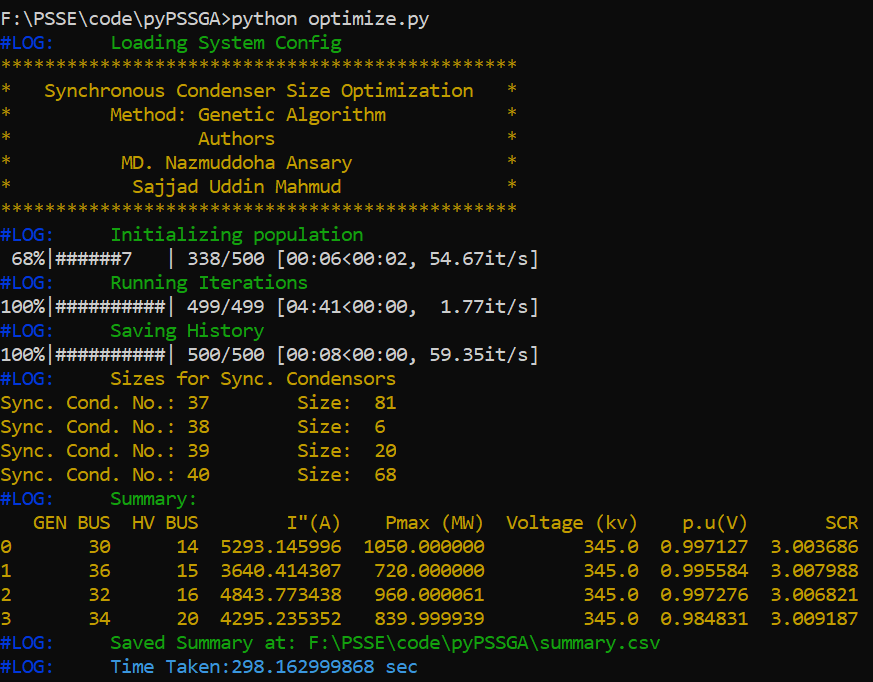 F:\PSSE\code\pyPSSGA>python optimize.py
#LOG:     Loading System Config
***********************************************
*   Synchronous Condenser Size Optimization   *
*         Method: Genetic Algorithm           *
*                 Authors                     *
*          MD. Nazmuddoha Ansary              *
*           Sajjad Uddin Mahmud               *
***********************************************
#LOG:     Initializing population
 68%|######7   | 338/500 [00:06<00:02, 54.67it/s]
#LOG:     Running Iterations
100%|##########| 499/499 [04:41<00:00,  1.77it/s]
#LOG:     Saving History
100%|##########| 500/500 [00:08<00:00, 59.35it/s]
#LOG:     Sizes for Sync. Condensors
Sync. Cond. No.: 37        Size:  81
Sync. Cond. No.: 38        Size:  6
Sync. Cond. No.: 39        Size:  20
Sync. Cond. No.: 40        Size:  68
#LOG:     Summary:
   GEN BUS  HV BUS        I"(A)    Pmax (MW)  Voltage (kv)    p.u(V)       SCR
0       30      14  5293.145996  1050.000000         345.0  0.997127  3.003686
1       36      15  3640.414307   720.000000         345.0  0.995584  3.007988
2       32      16  4843.773438   960.000061         345.0  0.997276  3.006821
3       34      20  4295.235352   839.999939         345.0  0.984831  3.009187
#LOG:     Saved Summary at: F:\PSSE\code\pyPSSGA\summary.csv
#LOG:     Time Taken:298.162999868 sec